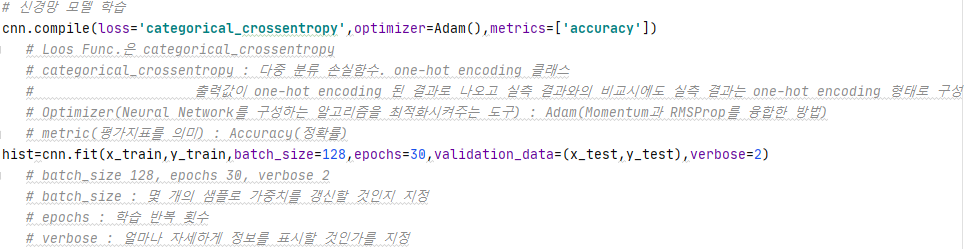 # 신경망 모델 학습
cnn.compile(loss='categorical_crossentropy',optimizer=Adam(),metrics=['accuracy'])
# Loos Func.은 categorical_crossentropy
# categorical_crossentropy : 다중 분류 손실함수. one-hot encoding 클래스
# 출력값이 one-hot encoding 된 결과로 나오고 실측 결과와의 비교시에도 실측 결과는 one-hot encoding 형태로 구성
# Optimizer(Neural Network를 구성하는 알고리즘을 최적화시켜주는 도구) : Adam(Momentum과 RMSProp를 융합한 방법)
# metric(평가지표를 의미) : Accuracy(정확률)
hist=cnn.fit(x_train,y_train,batch_size=128,epochs=30,validation_data=(x_test,y_test),verbose=2)
# batch_size 128, epochs 30, verbose 2
# batch_size : 몇 개의 샘플로 가중치를 갱신할 것인지 지정
# epochs : 학습 반복 횟수
# verbose : 얼마나 자세하게 정보를 표시할 것인가를 지정